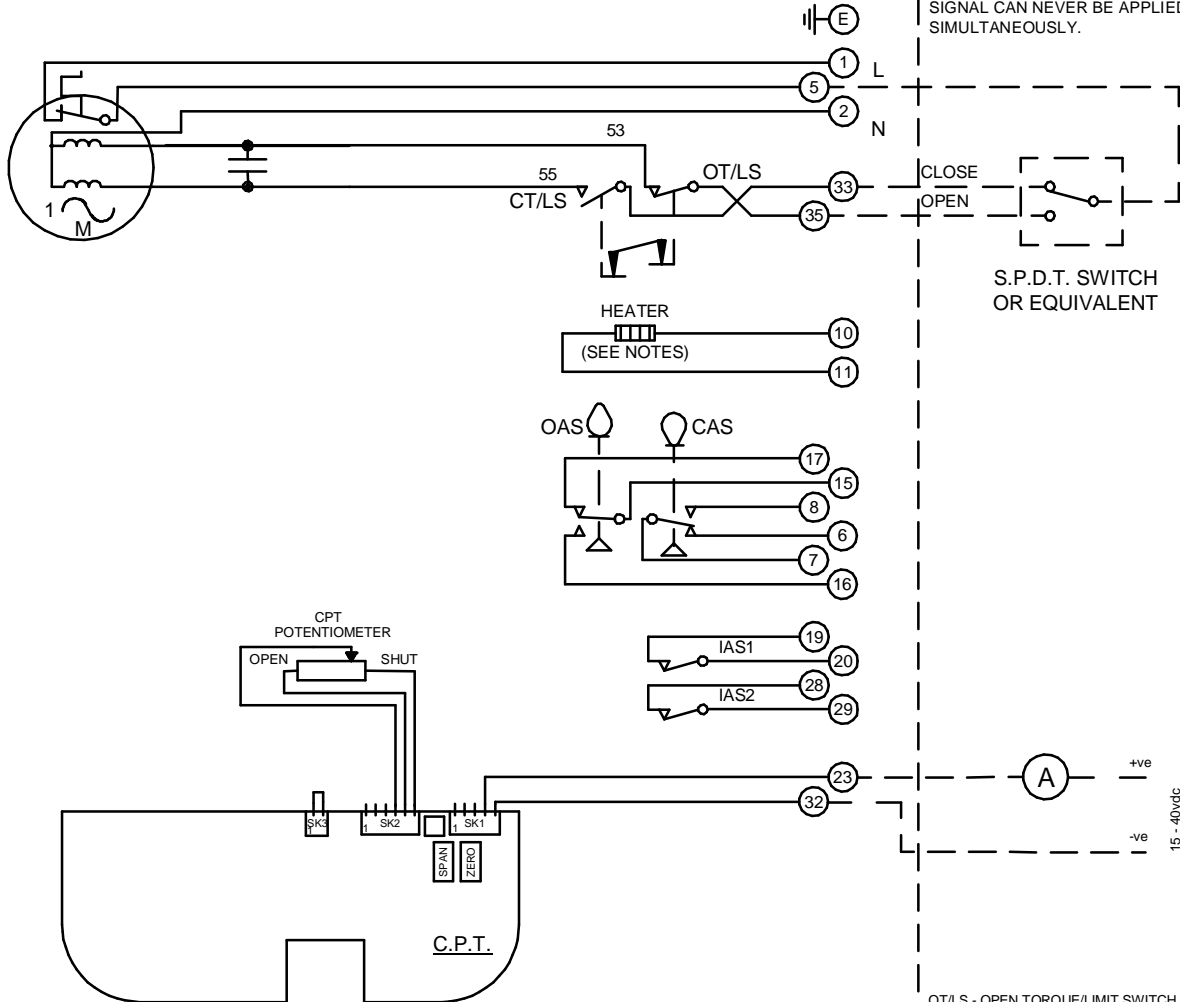 SIGNAL CAN NEVER BE APPLIED
SIMULTANEOUSLY.
E
1
L
5
2
N
53
55
CT/LS
OT/LS
33
35
CLOSE
OPEN
1
M
S.P.D.T. SWITCH
OR EQUIVALENT
HEATER
(SEE NOTES)
10
11
OAS
CAS
17
15
8
6
7
16
CPT
POTENTIOMETER
OPEN
SHUT
IAS1
19
20
IAS2
28
29
23
32
A
+ve
-ve
15 - 40vdc
SK3
1
SK2
1
SK1
1
SPAN
ZERO
C.P.T.
OT/LS - OPEN TORQUE/LIMIT SWITCH